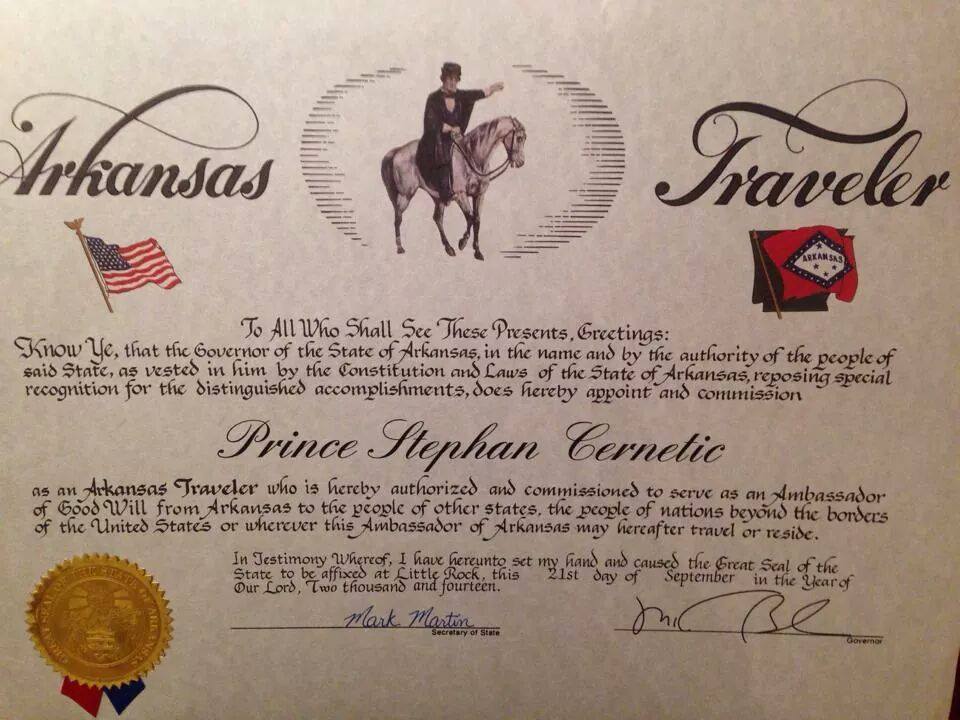 Arkansas Traveler
ARKANSAS
To All Who Shall See These Presents, Greetings:
Know Ye, that the Governor of the State of Arkansas, in the name and by the authority of the people of
said State, as vested in him by the Constitution and Laws of the State of Arkansas, reposing special
recognition for the distinguished accomplishments, does hereby appoint and commission
Prince Stephan Cernetic
as an Arkansas Traveler who is hereby authorized and commissioned to serve as an Ambassador
of Good Will from Arkansas to the people of other states, the people of nations beyond the borders
of the United States or wherever this Ambassador of Arkansas may hereafter travel or reside.
In Testimony Whereof, I have hereunto set my hand and caused the Great Seal of the
State to be affixed at Little Rock, this 21st day of September in the Year of
Our Lord, Two thousand and fourteen.
Mark Martin
Secretary of State
Governor